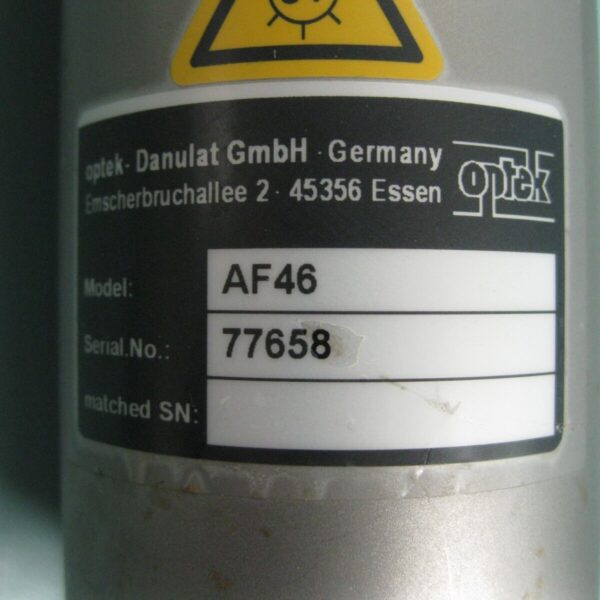 optek - Danulat GmbH · Germany
Emscherbruchallee 2 · 45356 Essen
optek
Model: AF46
Serial.No.: 77658
matched SN: